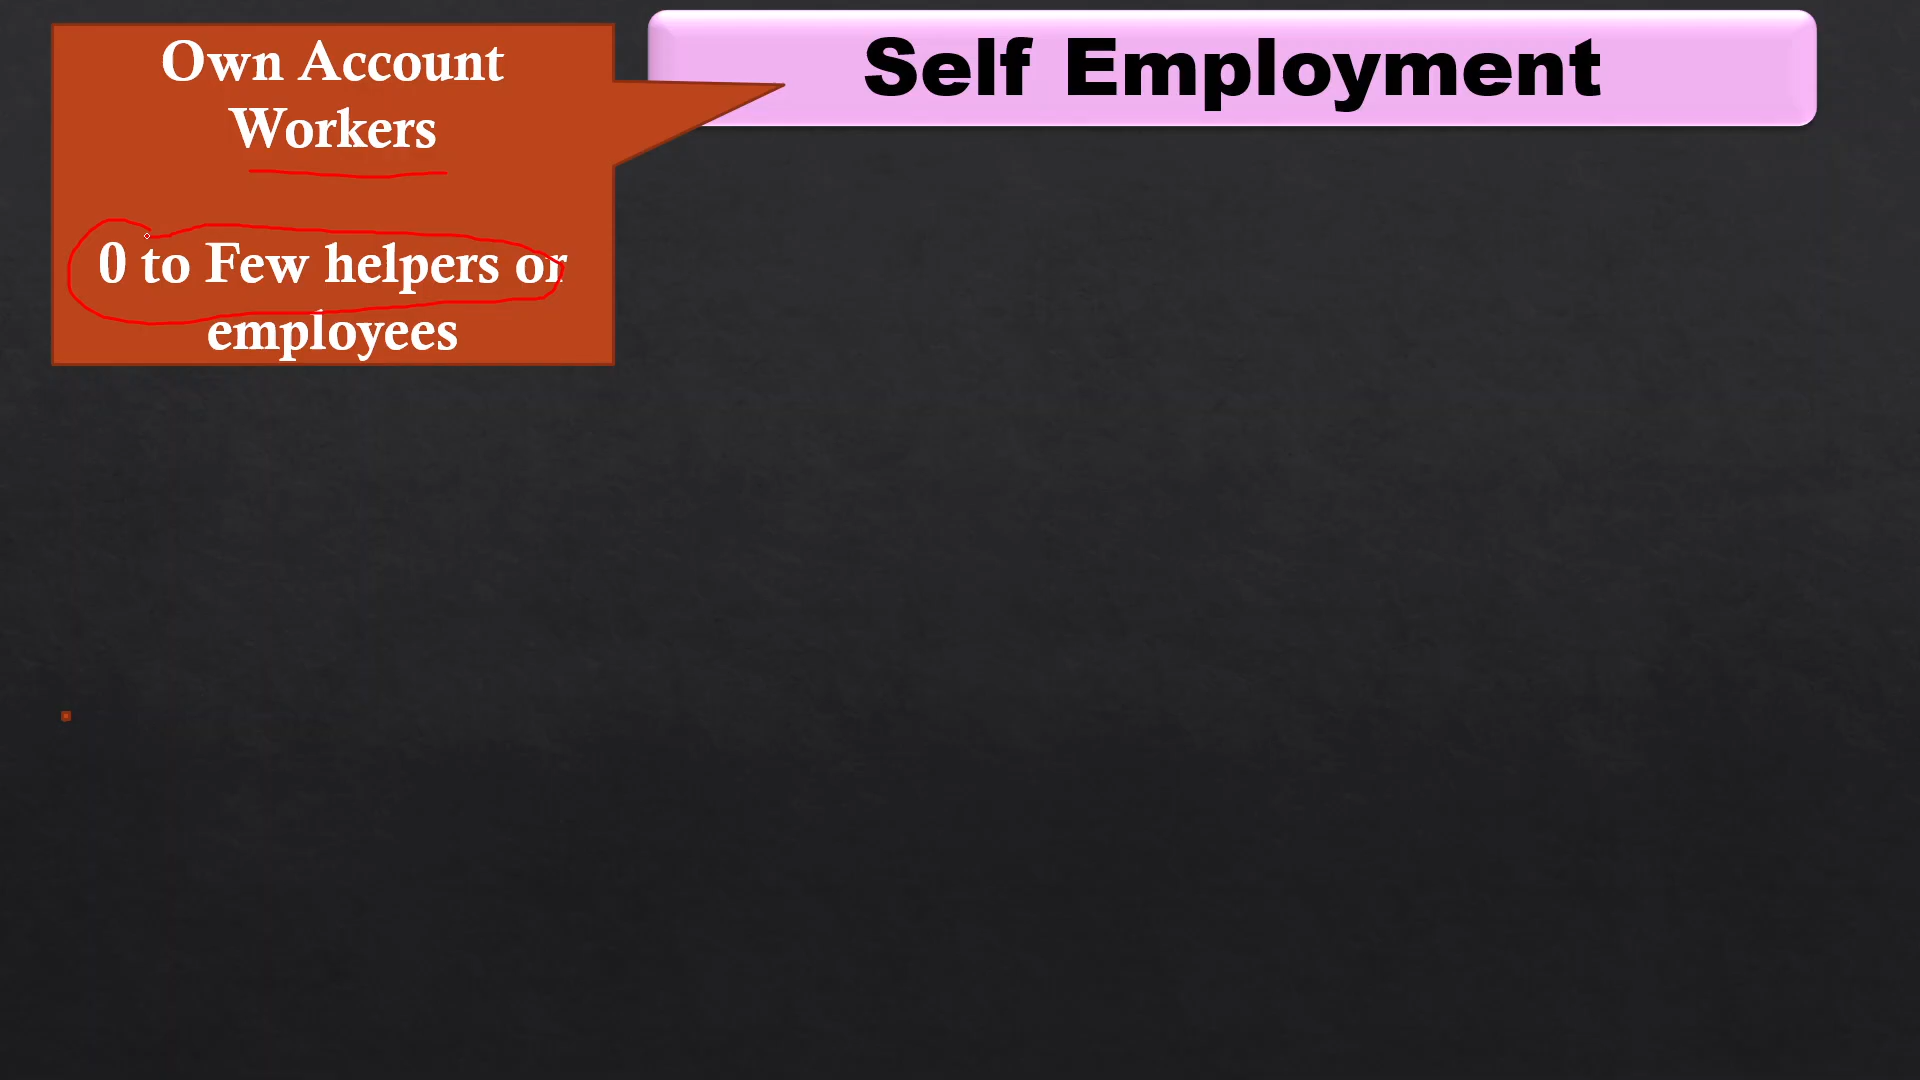 Own Account
Workers
0 to Few helpers or
employees
Self Employment